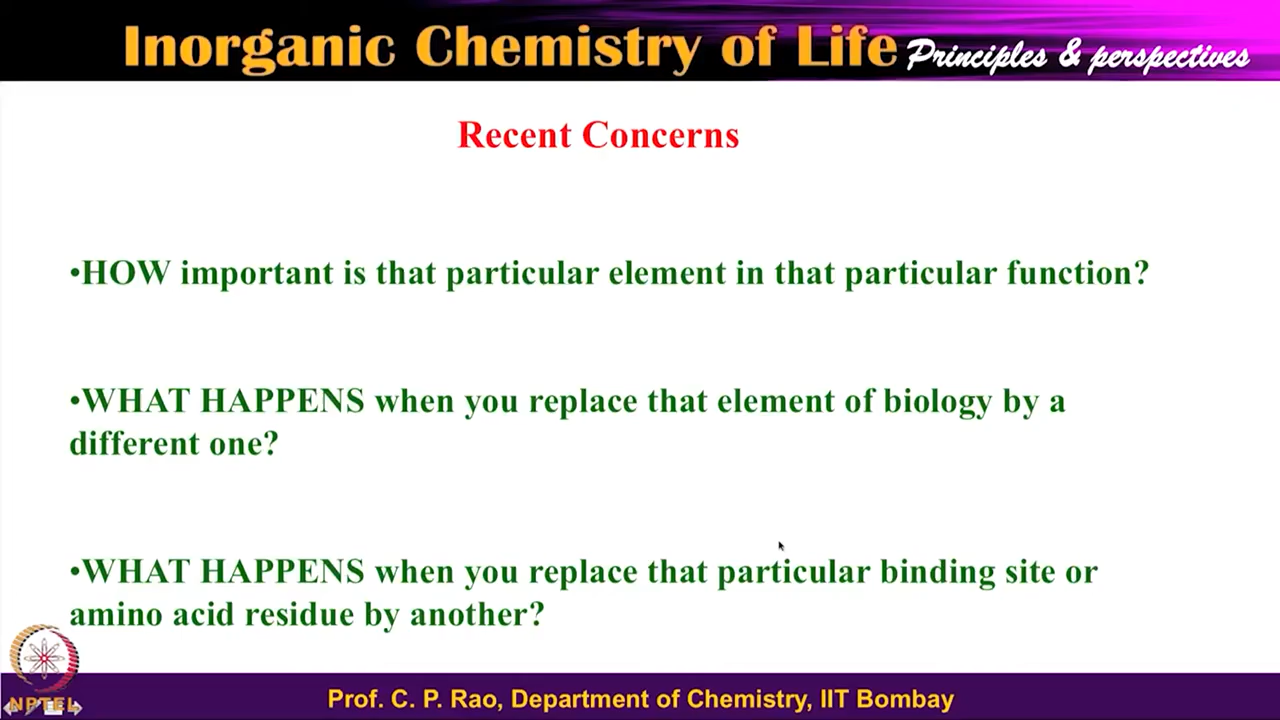 Inorganic Chemistry of Life Principles & perspectives
Recent Concerns
•HOW important is that particular element in that particular function?
•WHAT HAPPENS when you replace that element of biology by a
different one?
•WHAT HAPPENS when you replace that particular binding site or
amino acid residue by another?
NPTEL
Prof. C. P. Rao, Department of Chemistry, IIT Bombay